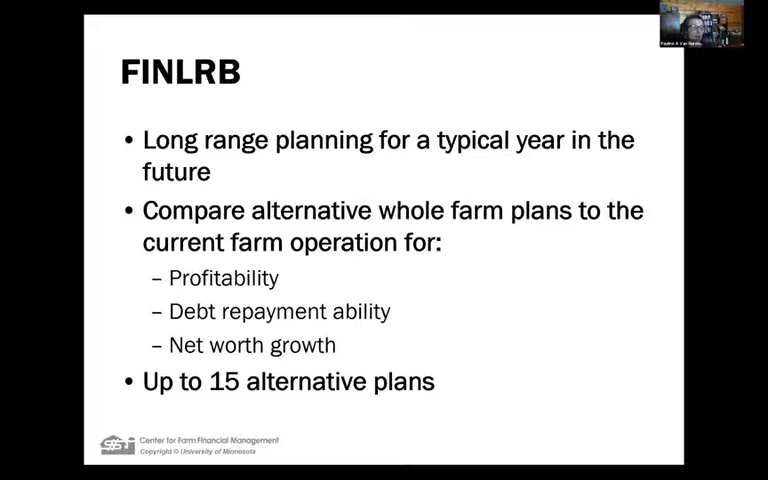 FINLRB
• Long range planning for a typical year in the
future
• Compare alternative whole farm plans to the
current farm operation for:
– Profitability
– Debt repayment ability
– Net worth growth
• Up to 15 alternative plans
Center for Farm Financial Management
Copyright © University of Minnesota